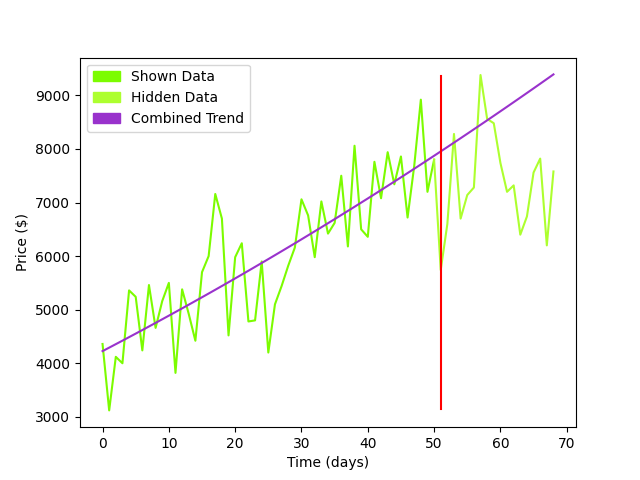 Shown Data
Hidden Data
Combined Trend
9000
8000
7000
6000
5000
4000
3000
Price ($)
0 10 20 30 40 50 60 70
Time (days)